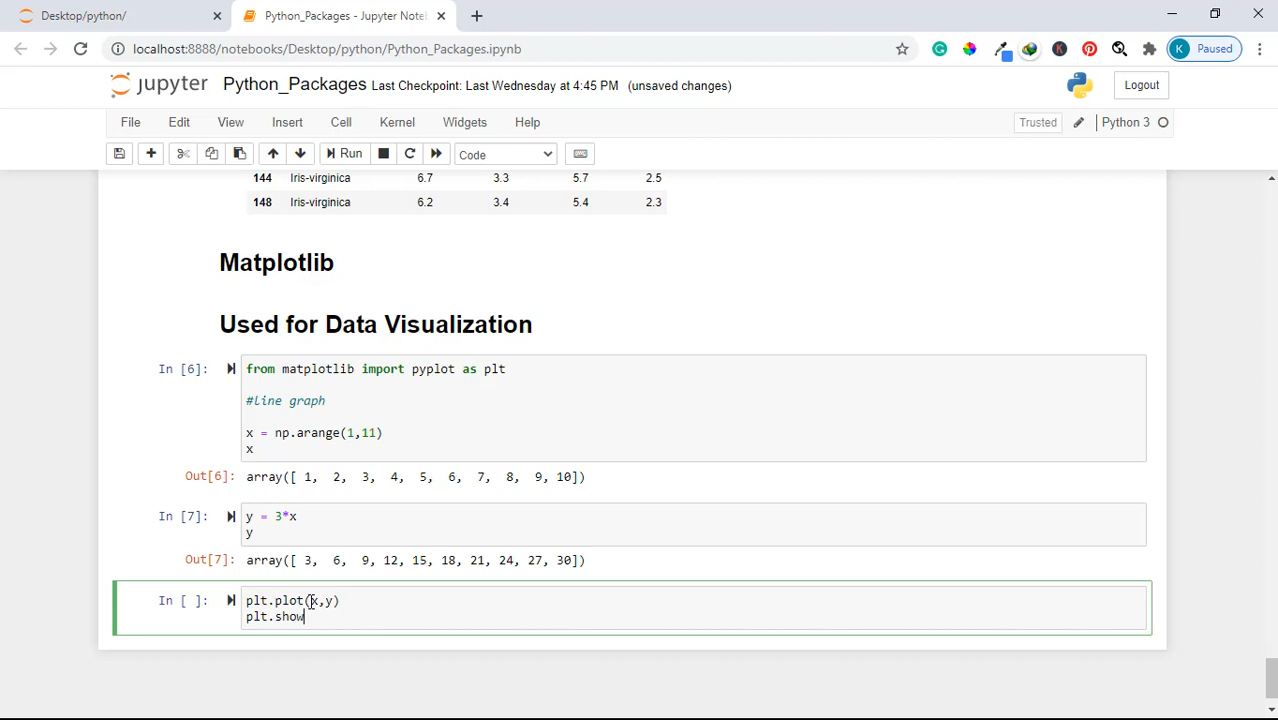 Desktop/python/
Python_Packages - Jupyter Noteb
localhost:8888/notebooks/Desktop/python/Python_Packages.ipynb
K Paused
jupyter Python_Packages Last Checkpoint: Last Wednesday at 4:45 PM (unsaved changes)
Logout
File Edit View Insert Cell Kernel Widgets Help
Trusted
Python 3
Run
Code
144 Iris-virginica 6.7 3.3 5.7 2.5
148 Iris-virginica 6.2 3.4 5.4 2.3
Matplotlib
Used for Data Visualization
In [6]:
from matplotlib import pyplot as plt
#line graph
x = np.arange(1,11)
x
Out[6]: array([ 1, 2, 3, 4, 5, 6, 7, 8, 9, 10])
In [7]:
y = 3*x
y
Out[7]: array([ 3, 6, 9, 12, 15, 18, 21, 24, 27, 30])
In [ ]:
plt.plot(x,y)
plt.show